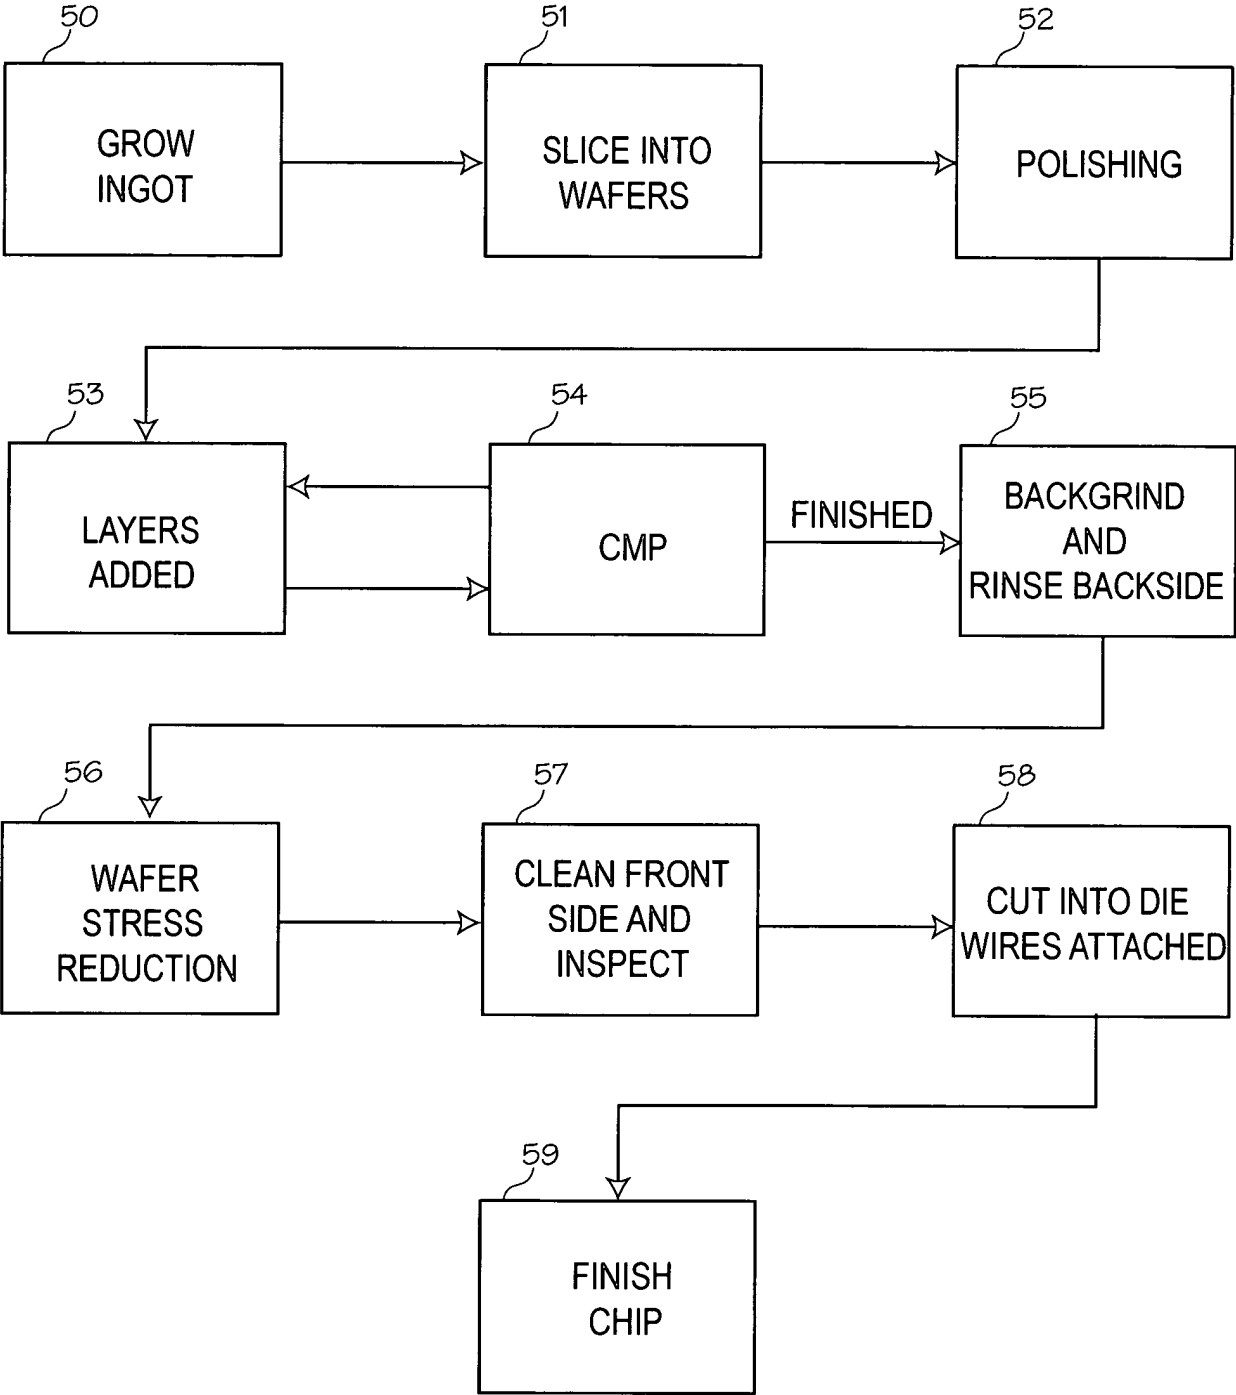 50
GROW
INGOT
51
SLICE INTO
WAFERS
52
POLISHING
53
LAYERS
ADDED
54
CMP
FINISHED
55
BACKGRIND
AND
RINSE BACKSIDE
56
WAFER
STRESS
REDUCTION
57
CLEAN FRONT
SIDE AND
INSPECT
58
CUT INTO DIE
WIRES ATTACHED
59
FINISH
CHIP